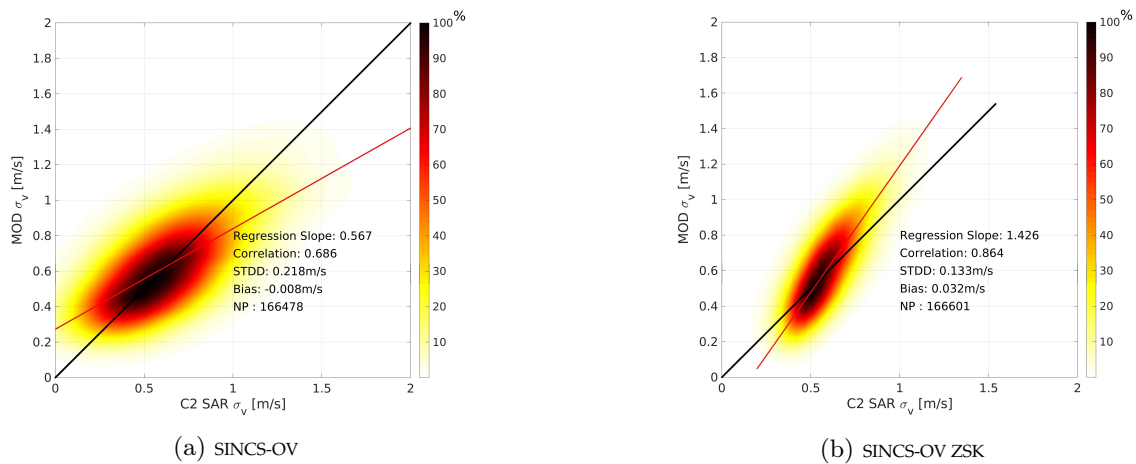 2
1.8
1.6
1.4
1.2
1
0.8
0.6
0.4
0.2
0
MOD σv [m/s]
0 0.5 1 1.5 2
C2 SAR σv [m/s]
Regression Slope: 0.567
Correlation: 0.686
STDD: 0.218m/s
Bias: -0.008m/s
NP : 166478
100 %
90
80
70
60
50
40
30
20
10
(a) SINCS-OV
2
1.8
1.6
1.4
1.2
1
0.8
0.6
0.4
0.2
0
MOD σv [m/s]
0 0.5 1 1.5 2
C2 SAR σv [m/s]
Regression Slope: 1.426
Correlation: 0.864
STDD: 0.133m/s
Bias: 0.032m/s
NP : 166601
100 %
90
80
70
60
50
40
30
20
10
(b) SINCS-OV ZSK